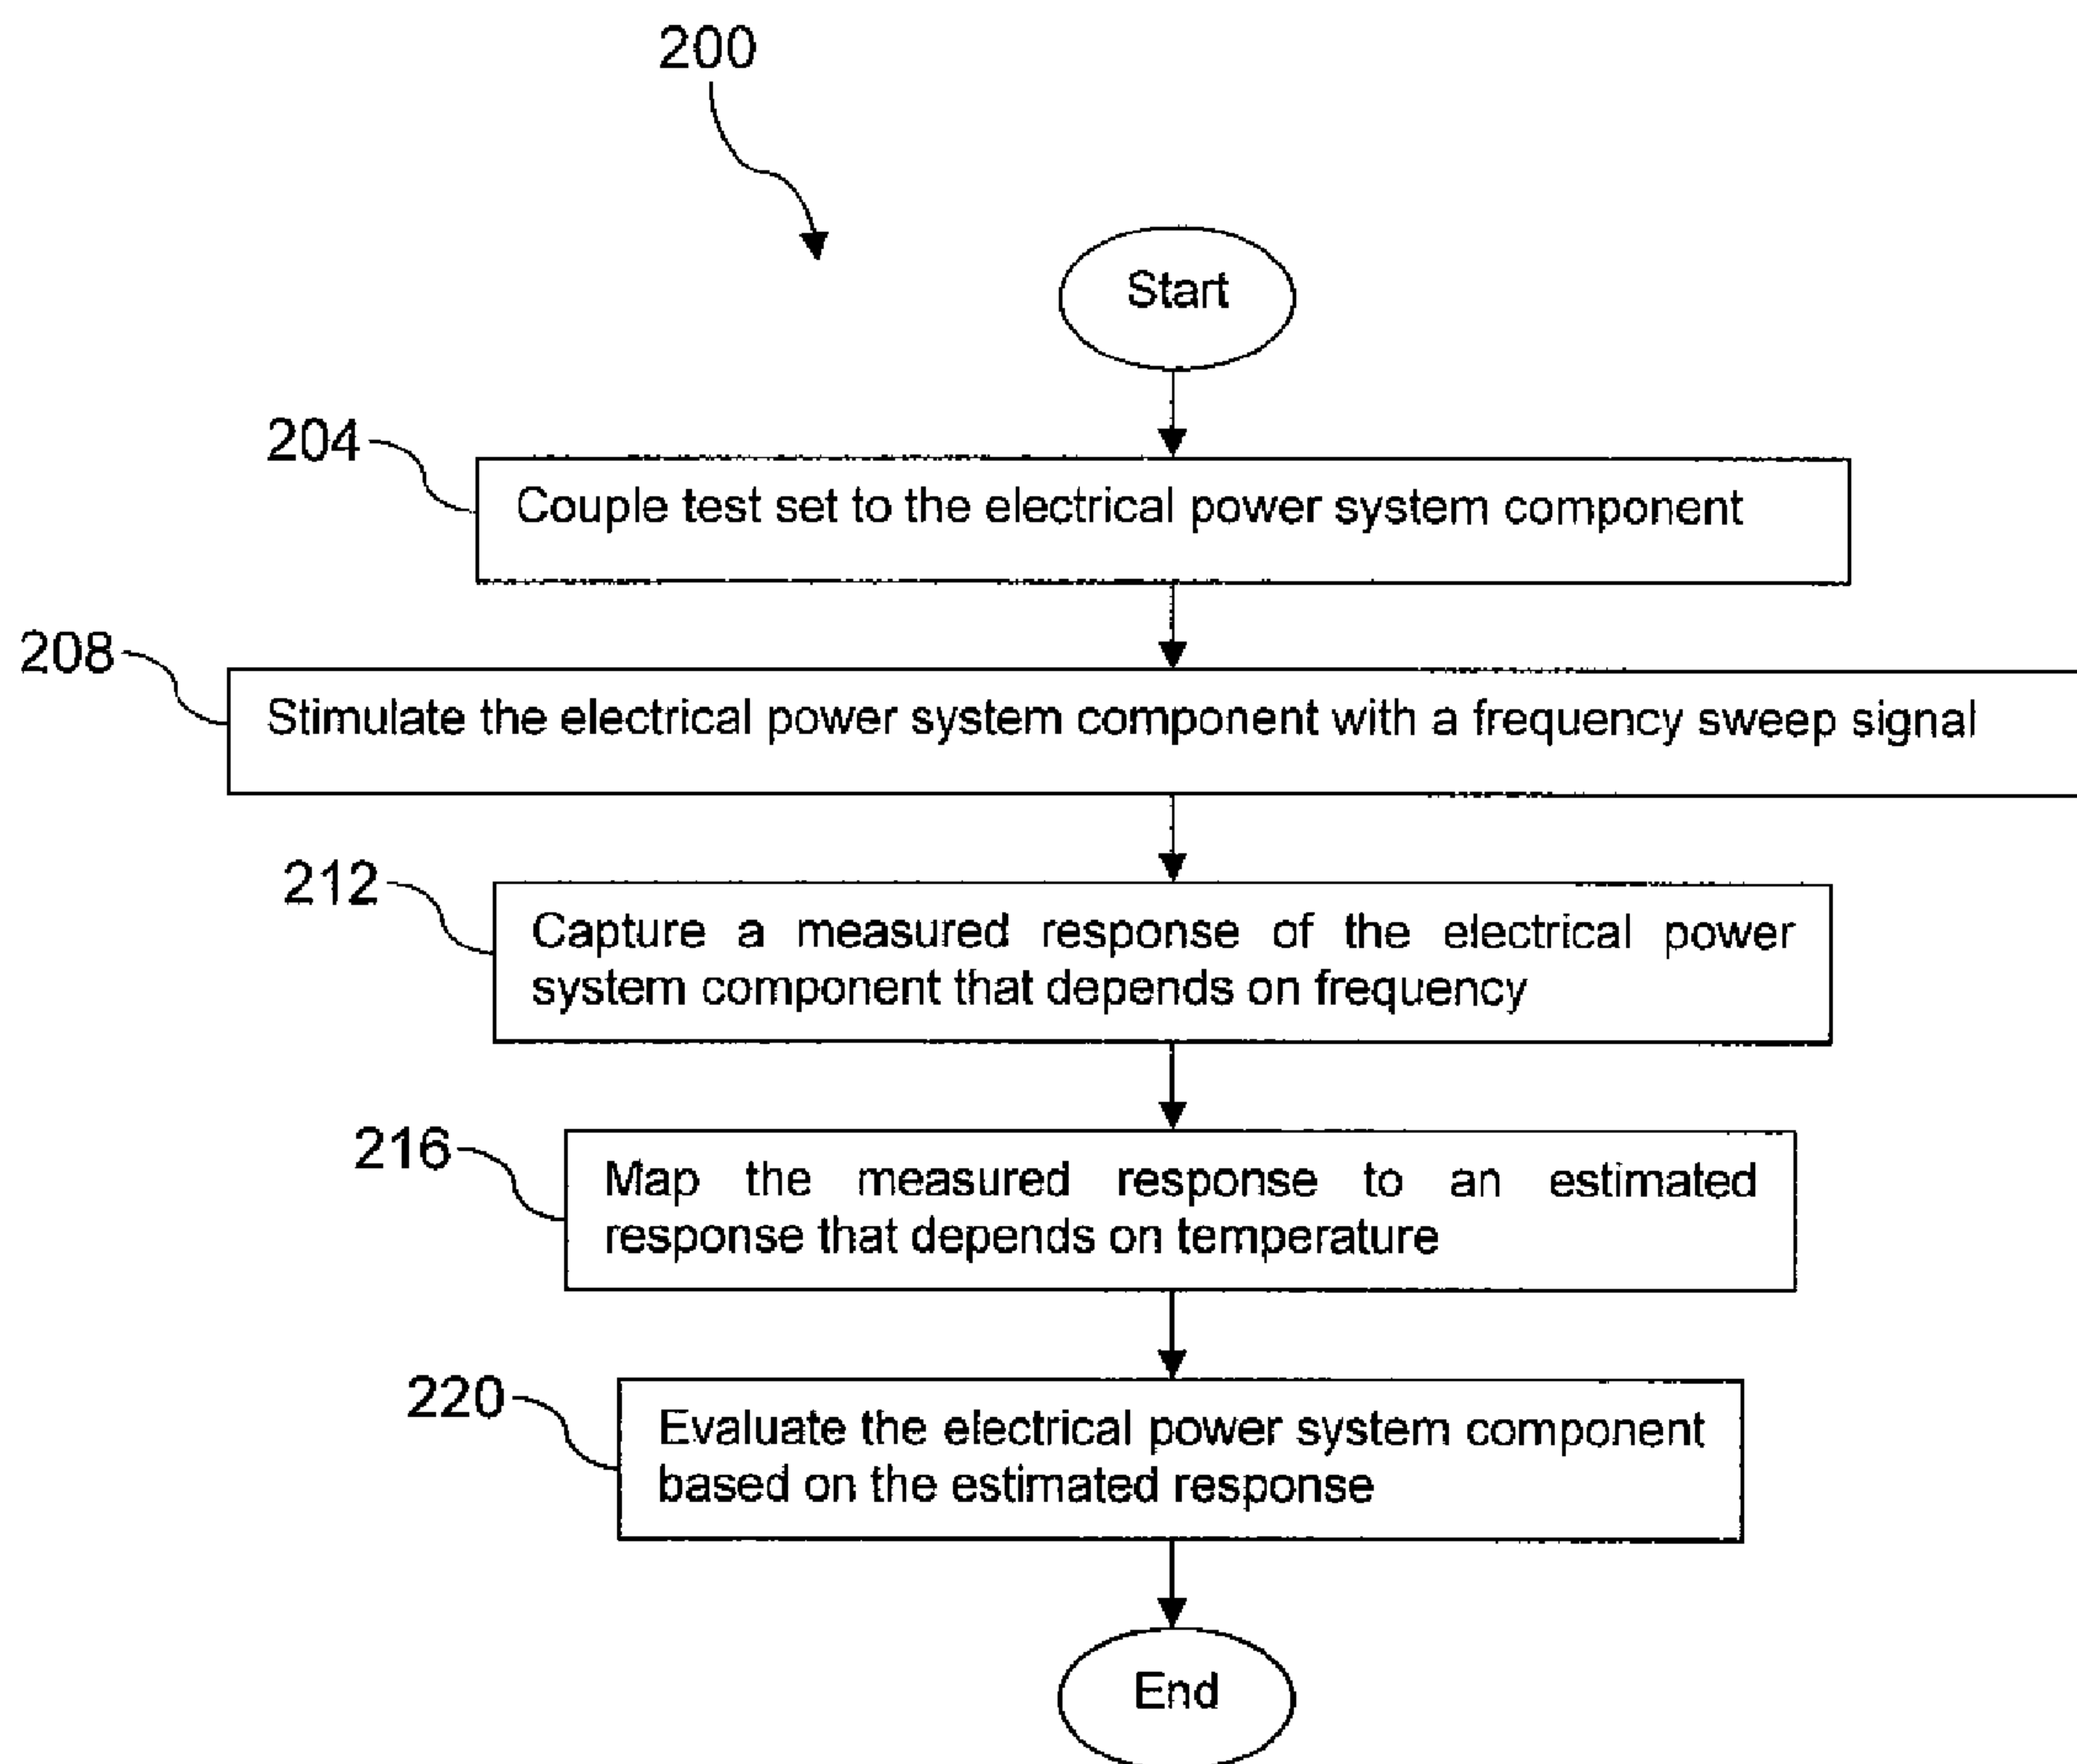 200
Start
204
Couple test set to the electrical power system component
208
Stimulate the electrical power system component with a frequency sweep signal
212
Capture a measured response of the electrical power
system component that depends on frequency
216
Map the measured response to an estimated
response that depends on temperature
220
Evaluate the electrical power system component
based on the estimated response
End